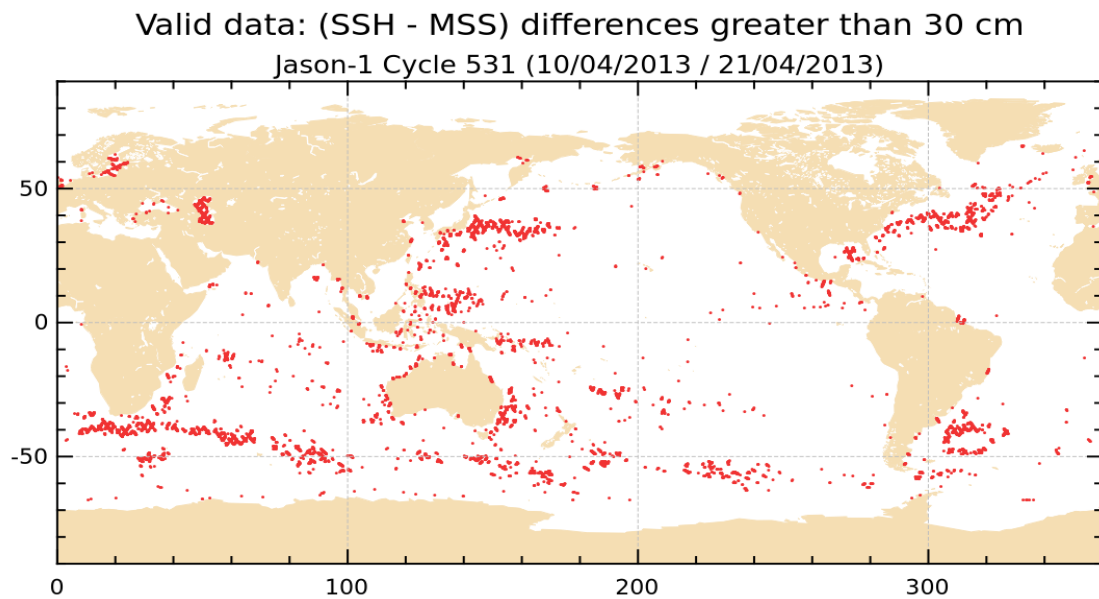 Valid data: (SSH - MSS) differences greater than 30 cm
Jason-1 Cycle 531 (10/04/2013 / 21/04/2013)
50
0
-50
0 100 200 300